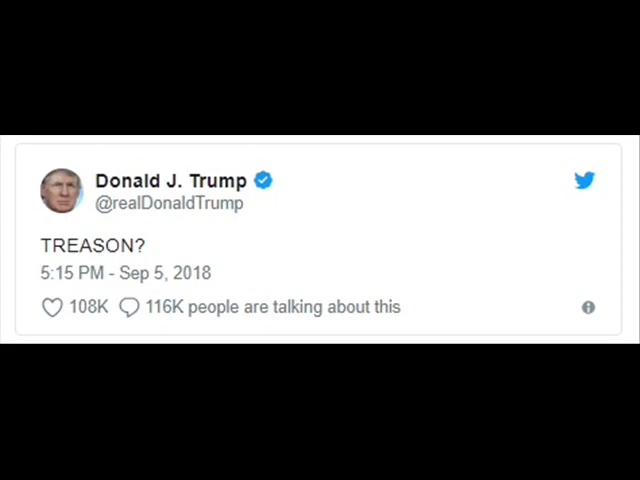 Donald J. Trump
@realDonaldTrump
TREASON?
5:15 PM - Sep 5, 2018
108K 116K people are talking about this